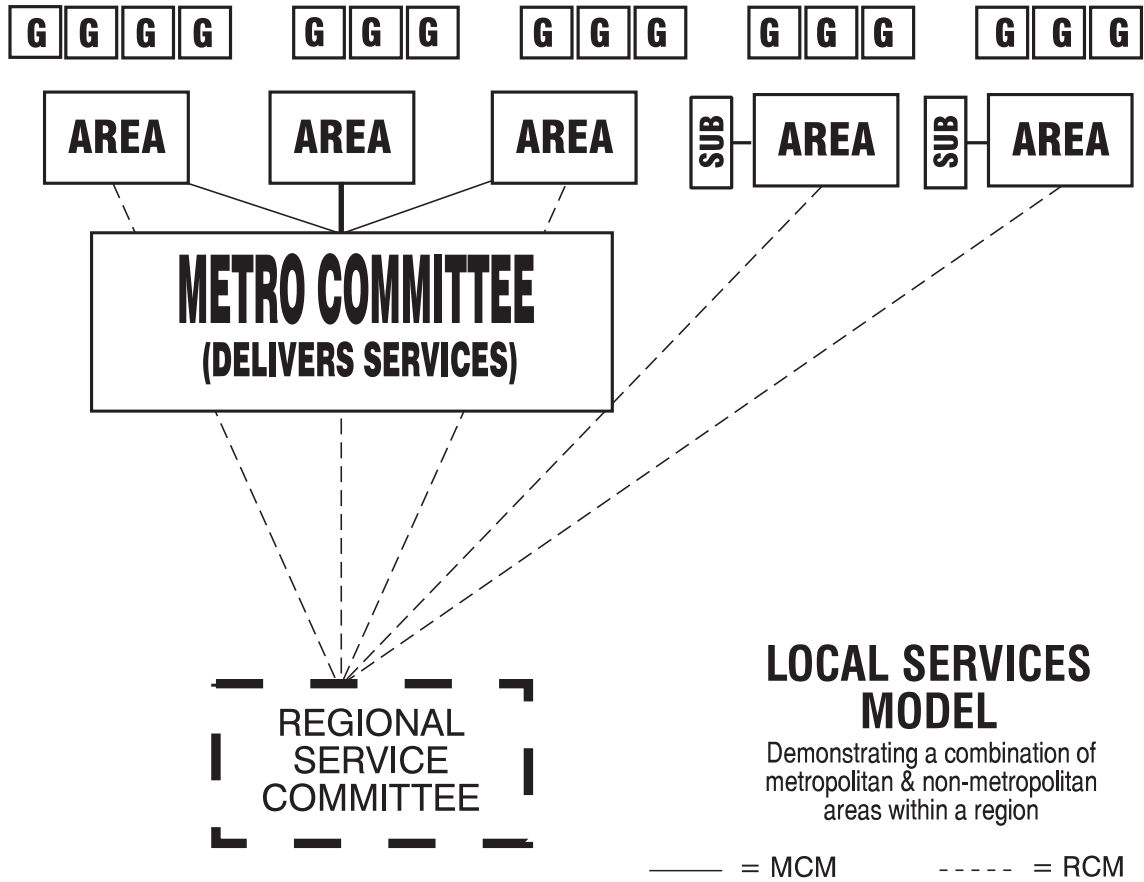 G G G G G G G G G G G G G G G G
AREA AREA AREA SUB AREA SUB AREA
METRO COMMITTEE
(DELIVERS SERVICES)
REGIONAL
SERVICE
COMMITTEE
LOCAL SERVICES
MODEL
Demonstrating a combination of
metropolitan & non-metropolitan
areas within a region
= MCM = RCM